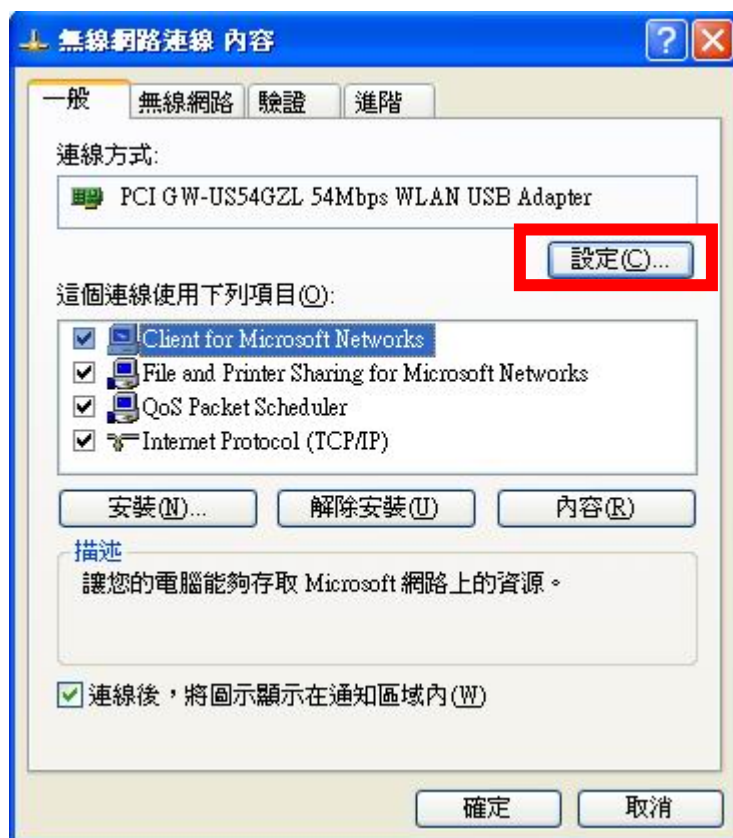 無線網路連線 內容
一般 無線網路 驗證 進階
連線方式:
PCI GW-US54GZL 54Mbps WLAN USB Adapter
設定(C)...
這個連線使用下列項目(O):
Client for Microsoft Networks
File and Printer Sharing for Microsoft Networks
QoS Packet Scheduler
Internet Protocol (TCP/IP)
安裝(N)... 解除安裝(U) 內容(R)
描述
讓您的電腦能夠存取 Microsoft 網路上的資源。
連線後，將圖示顯示在通知區域內(W)
確定 取消